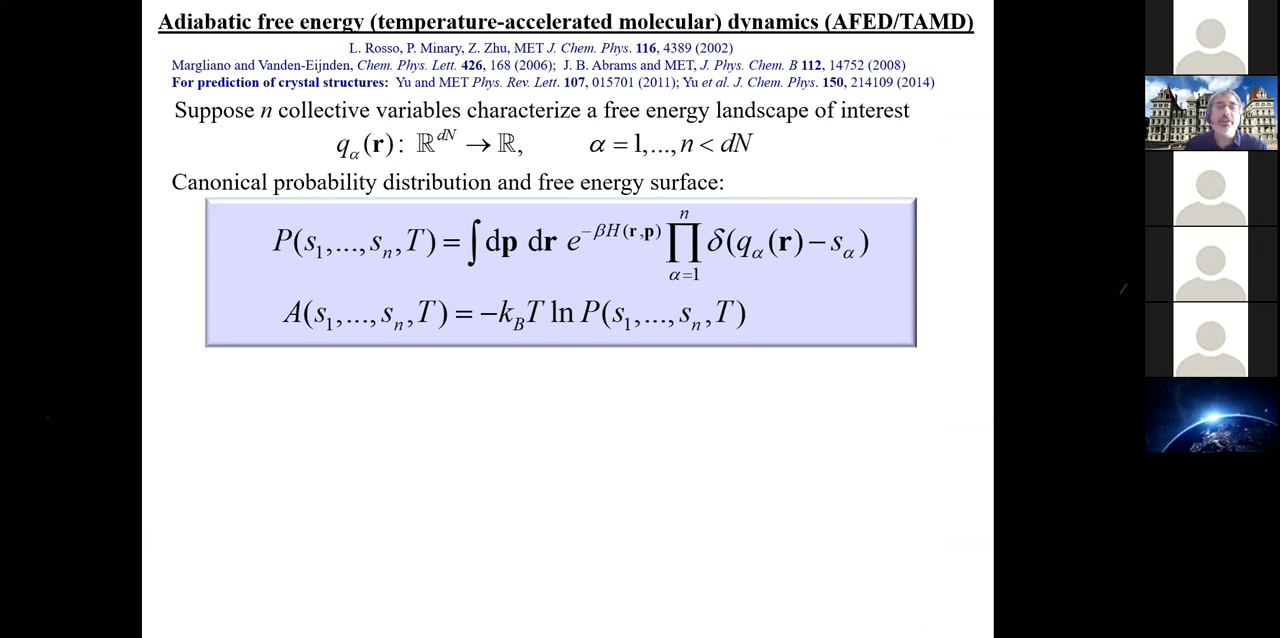 Adiabatic free energy (temperature-accelerated molecular) dynamics (AFED/TAMD)
L. Rosso, P. Minary, Z. Zhu, MET J. Chem. Phys. 116, 4389 (2002)
Margliano and Vanden-Eijnden, Chem. Phys. Lett. 426, 168 (2006); J. B. Abrams and MET, J. Phys. Chem. B 112, 14752 (2008)
For prediction of crystal structures: Yu and MET Phys. Rev. Lett. 107, 015701 (2011); Yu et al. J. Chem. Phys. 150, 214109 (2014)
Suppose n collective variables characterize a free energy landscape of interest
q_α(r): ℝ^{dN} → ℝ, α = 1,...,n < dN
Canonical probability distribution and free energy surface:
P(s_1,...,s_n,T) = ∫ dp dr e^{−βH(r,p)} ∏_{α=1}^{n} δ(q_α(r) − s_α)
A(s_1,...,s_n,T) = −k_B T ln P(s_1,...,s_n,T)